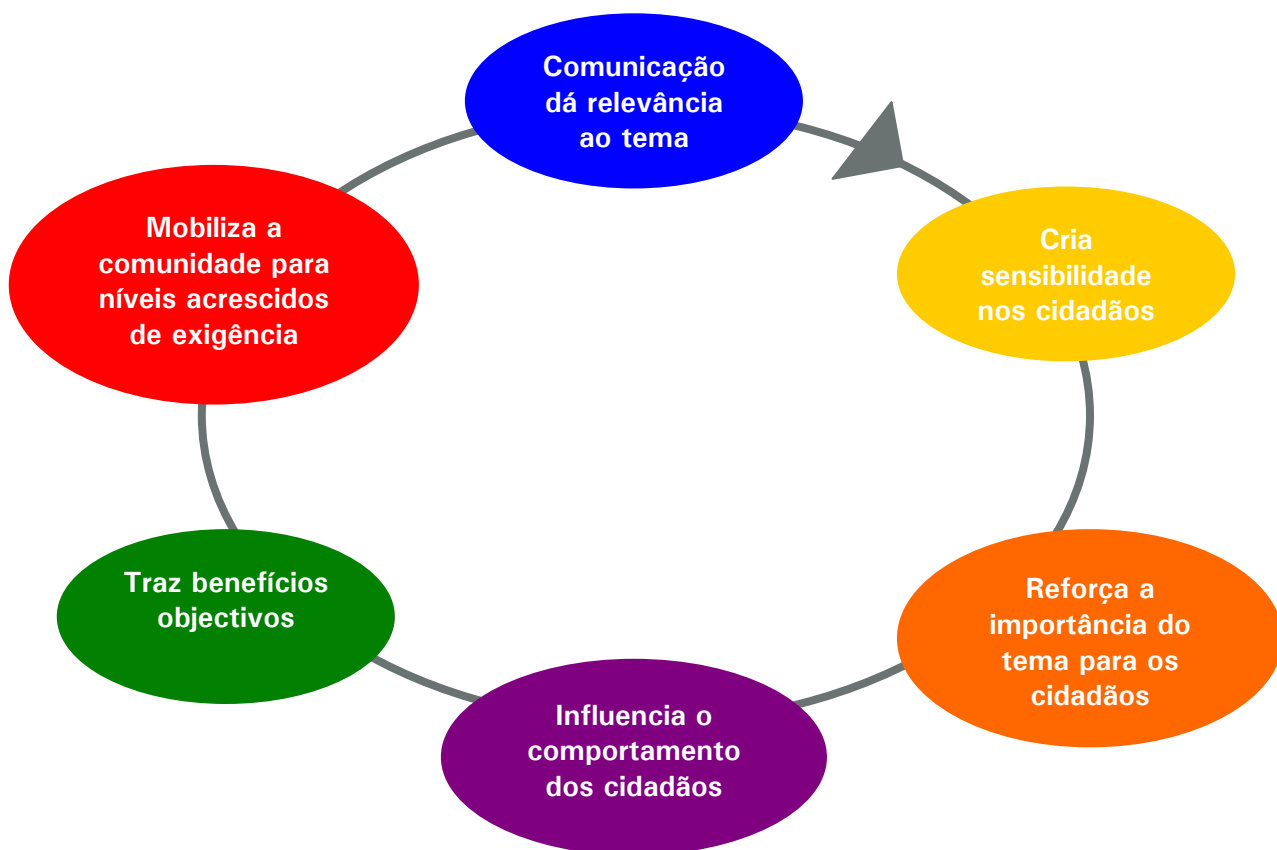 Comunicação
dá relevância
ao tema
Cria
sensibilidade
nos cidadãos
Reforça a
importância do
tema para os
cidadãos
Influencia o
comportamento
dos cidadãos
Traz benefícios
objectivos
Mobiliza a
comunidade para
níveis acrescidos
de exigência